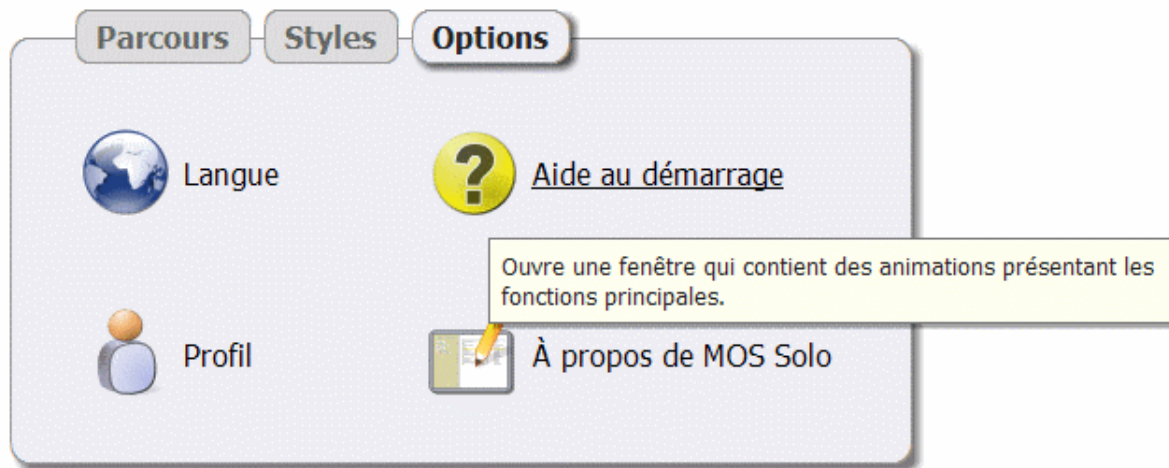 Parcours Styles Options
Langue Aide au démarrage
Ouvre une fenêtre qui contient des animations présentant les
fonctions principales.
Profil À propos de MOS Solo